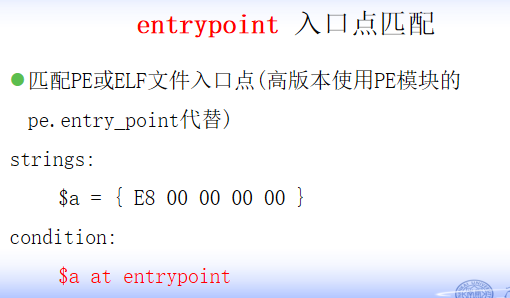 entrypoint 入口点匹配
匹配PE或ELF文件入口点(高版本使用PE模块的
pe.entry_point代替)
strings:
$a = { E8 00 00 00 00 }
condition:
$a at entrypoint